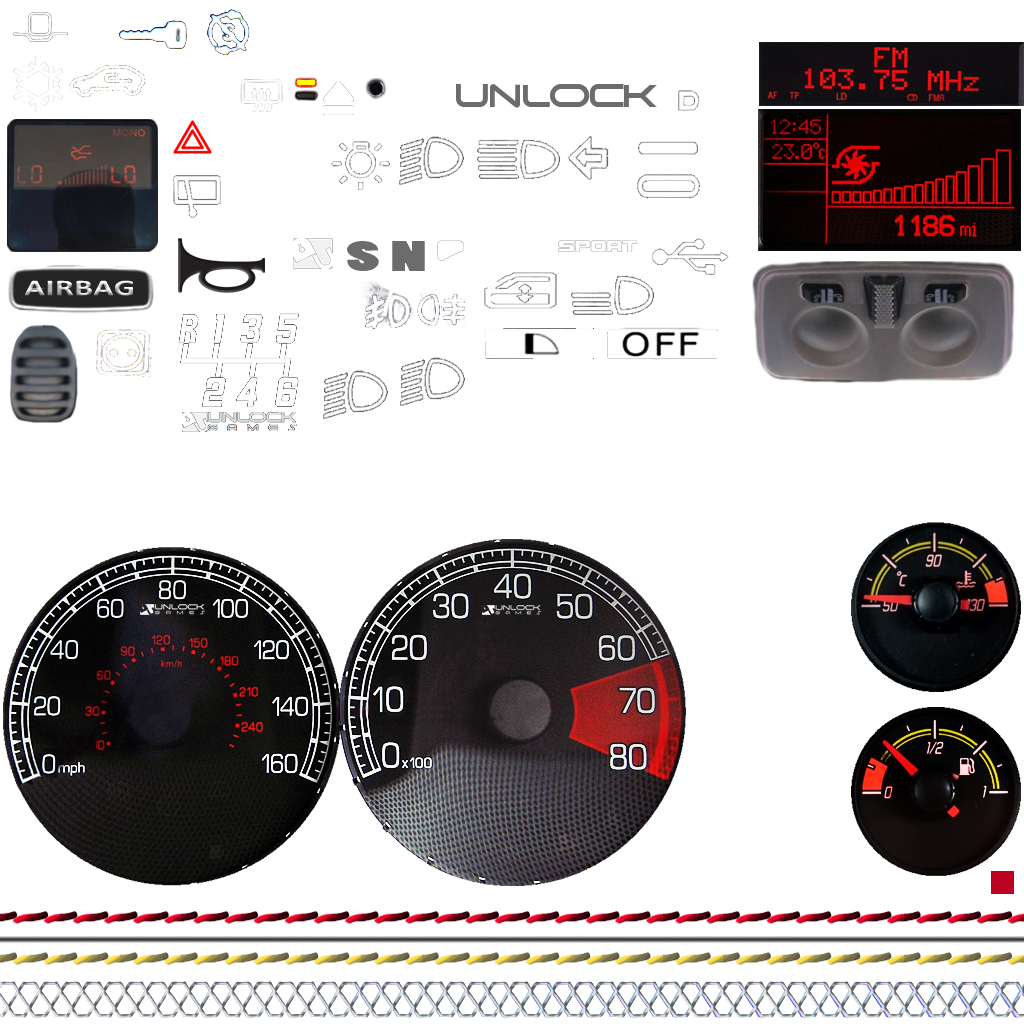 UNLOCK
D
FM
103.75 MHz
AF TP LD CD FMA
MONO
LO LO
12:45
23.0°c
1186 mi
S N
SPORT
AIRBAG
OFF
R 1 3 5
2 4 6
UNLOCK
GAMES
80
60 100
UNLOCK
GAMES
40 120
120
90 150
km/h
60 180
30 210
10 240
20 140
0 mph 160
40
30 50
UNLOCK
GAMES
20 60
10 70
0 x100 80
90
°C
50 130
1/2
0 1